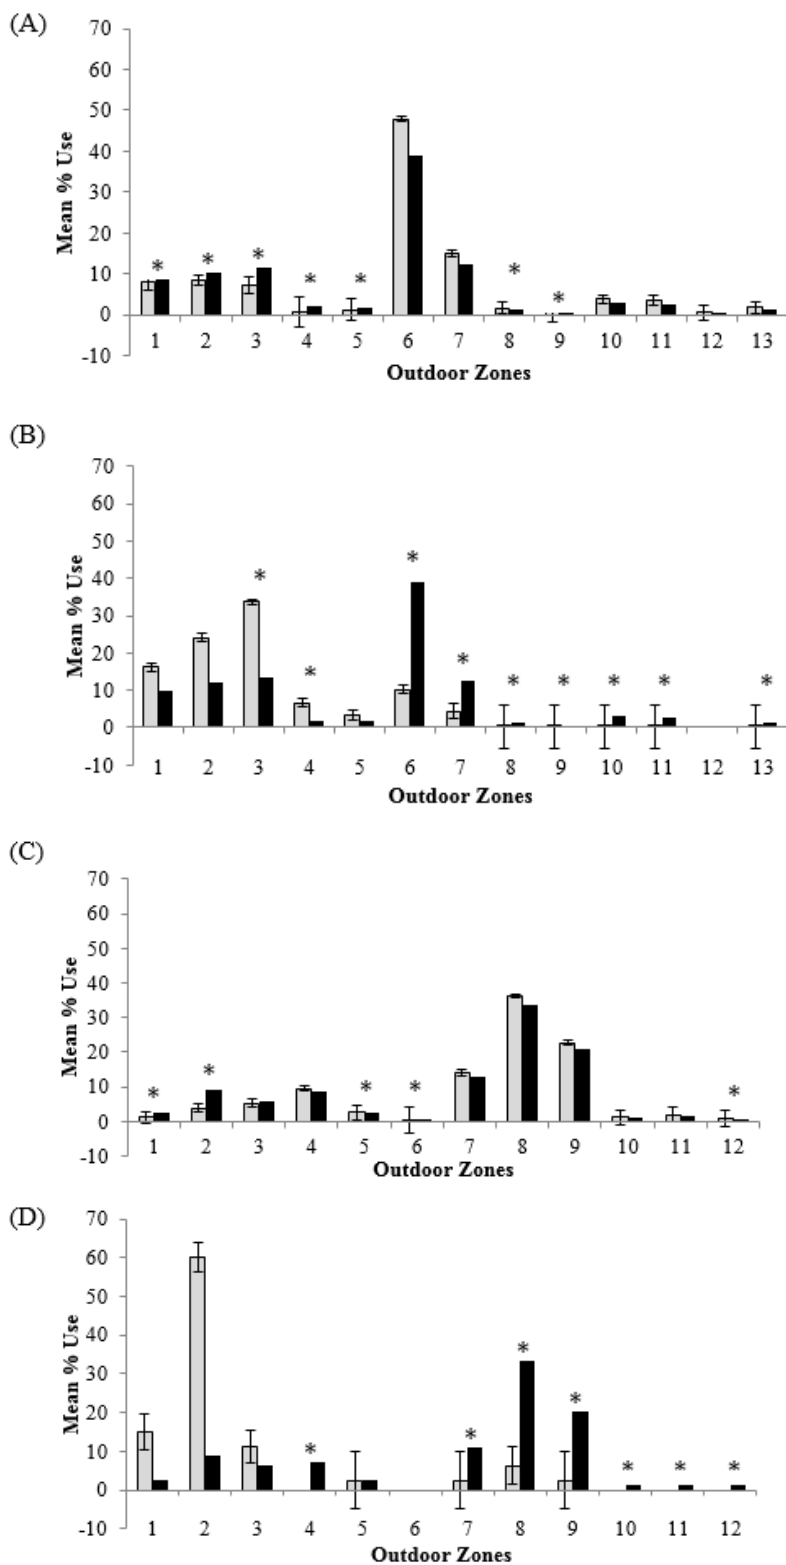 (A)
70
60
50
40
30
20
10
0
-10
Mean % Use
* * * * * * *
1 2 3 4 5 6 7 8 9 10 11 12 13
Outdoor Zones
(B)
70
60
50
40
30
20
10
0
-10
Mean % Use
* * * * * * * * *
1 2 3 4 5 6 7 8 9 10 11 12 13
Outdoor Zones
(C)
70
60
50
40
30
20
10
0
-10
Mean % Use
* * * * *
1 2 3 4 5 6 7 8 9 10 11 12
Outdoor Zones
(D)
70
60
50
40
30
20
10
0
-10
Mean % Use
* * * * * * *
1 2 3 4 5 6 7 8 9 10 11 12
Outdoor Zones